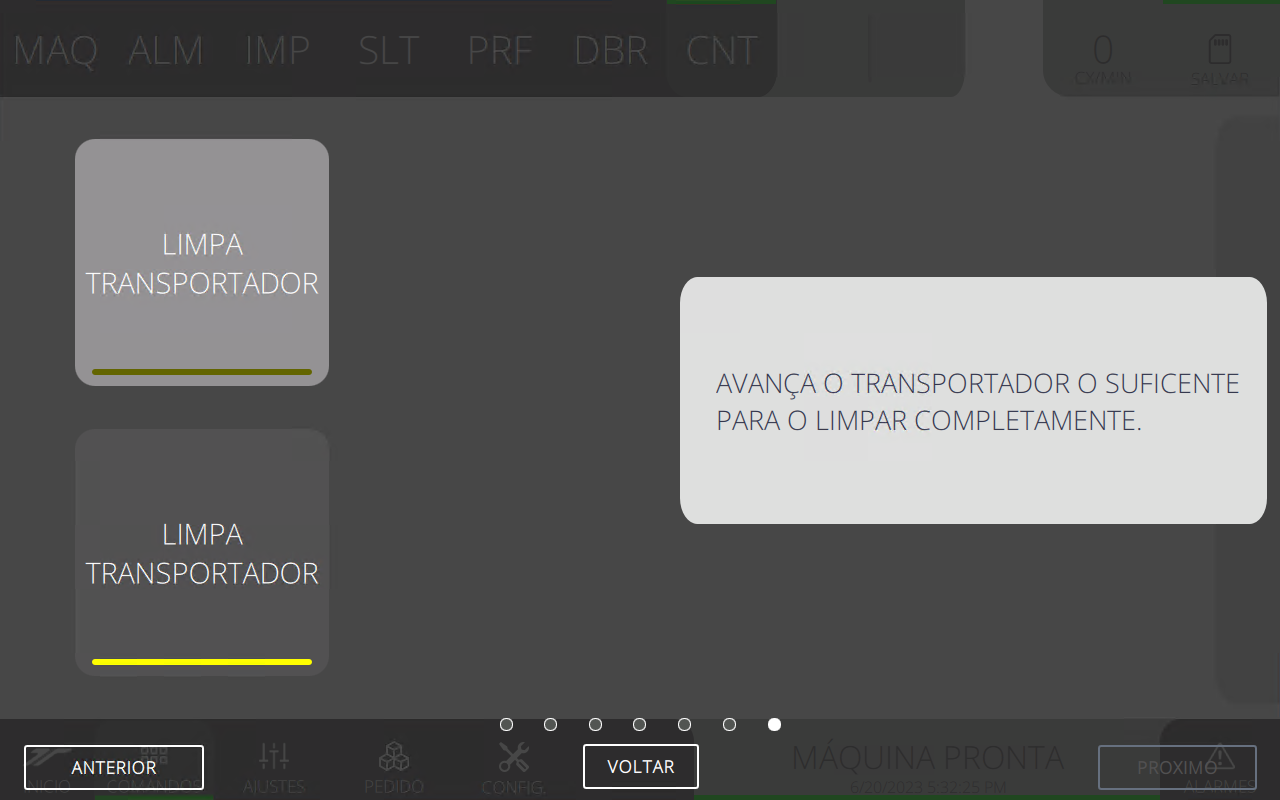 MAQ ALM IMP SLT PRF DBR CNT
0
CX/MIN
SALVAR
LIMPA
TRANSPORTADOR
AVANÇA O TRANSPORTADOR O SUFICENTE
PARA O LIMPAR COMPLETAMENTE.
LIMPA
TRANSPORTADOR
ANTERIOR
INICIO
COMANDOS
AJUSTES
PEDIDO
CONFIG.
VOLTAR
MÁQUINA PRONTA
6/20/2023 5:32:25 PM
PROXIMO
ALARMES